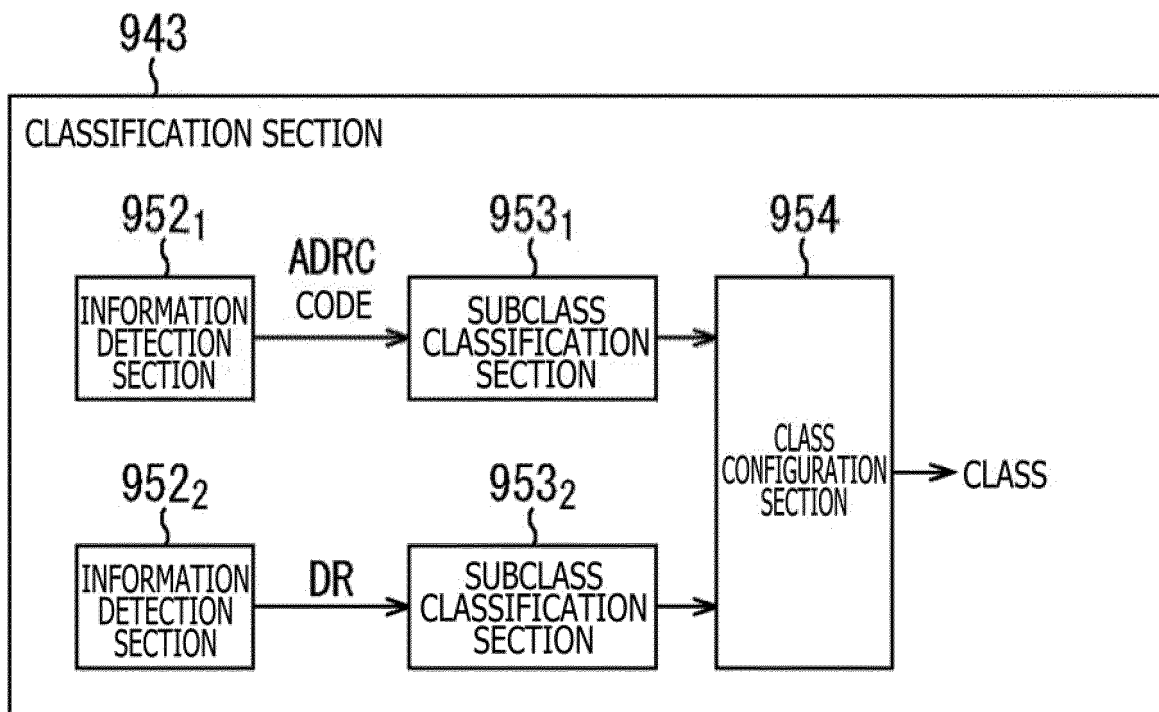 943
CLASSIFICATION SECTION
952₁
ADRC
CODE
953₁
954
INFORMATION
DETECTION
SECTION
SUBCLASS
CLASSIFICATION
SECTION
CLASS
CONFIGURATION
SECTION
CLASS
952₂
DR
953₂
INFORMATION
DETECTION
SECTION
SUBCLASS
CLASSIFICATION
SECTION